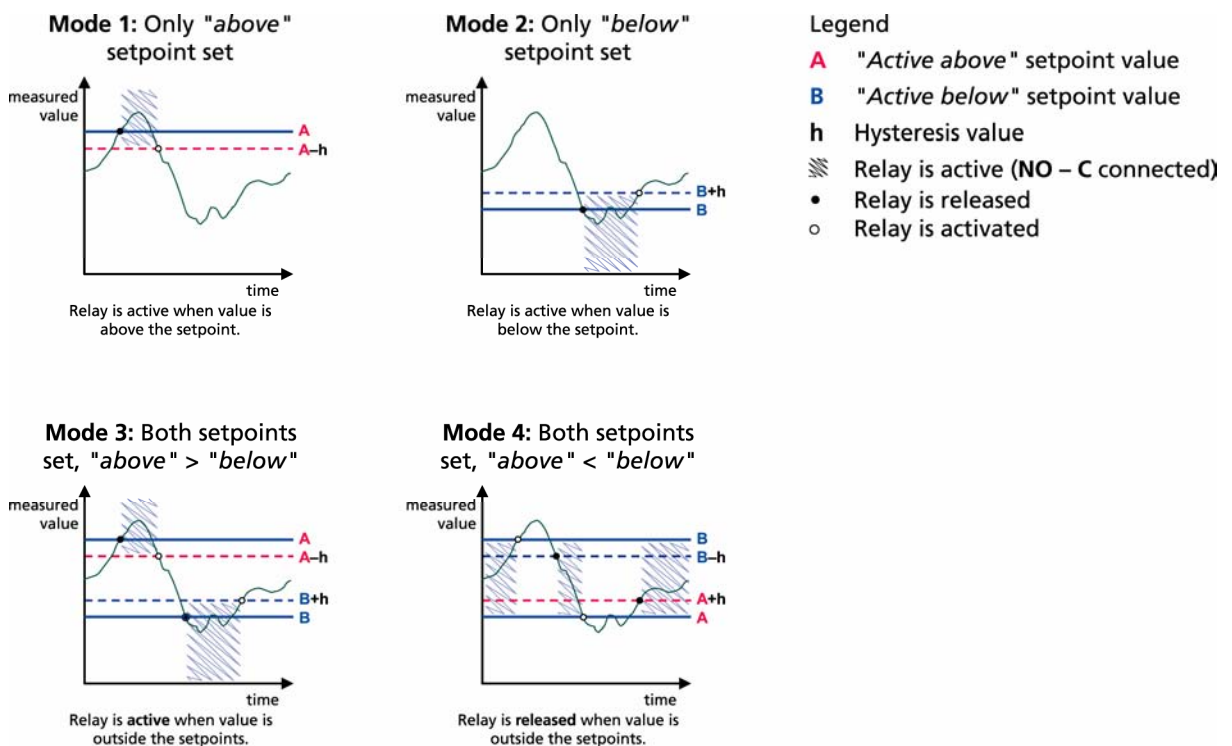 Mode 1: Only "above"
setpoint set
measured
value
A
A–h
time
Relay is active when value is
above the setpoint.
Mode 2: Only "below"
setpoint set
measured
value
B+h
B
time
Relay is active when value is
below the setpoint.
Legend
A "Active above" setpoint value
B "Active below" setpoint value
h Hysteresis value
Relay is active (NO – C connected)
Relay is released
Relay is activated
Mode 3: Both setpoints
set, "above" > "below"
measured
value
A
A–h
B+h
B
time
Relay is active when value is
outside the setpoints.
Mode 4: Both setpoints
set, "above" < "below"
measured
value
B
B–h
A+h
A
time
Relay is released when value is
outside the setpoints.